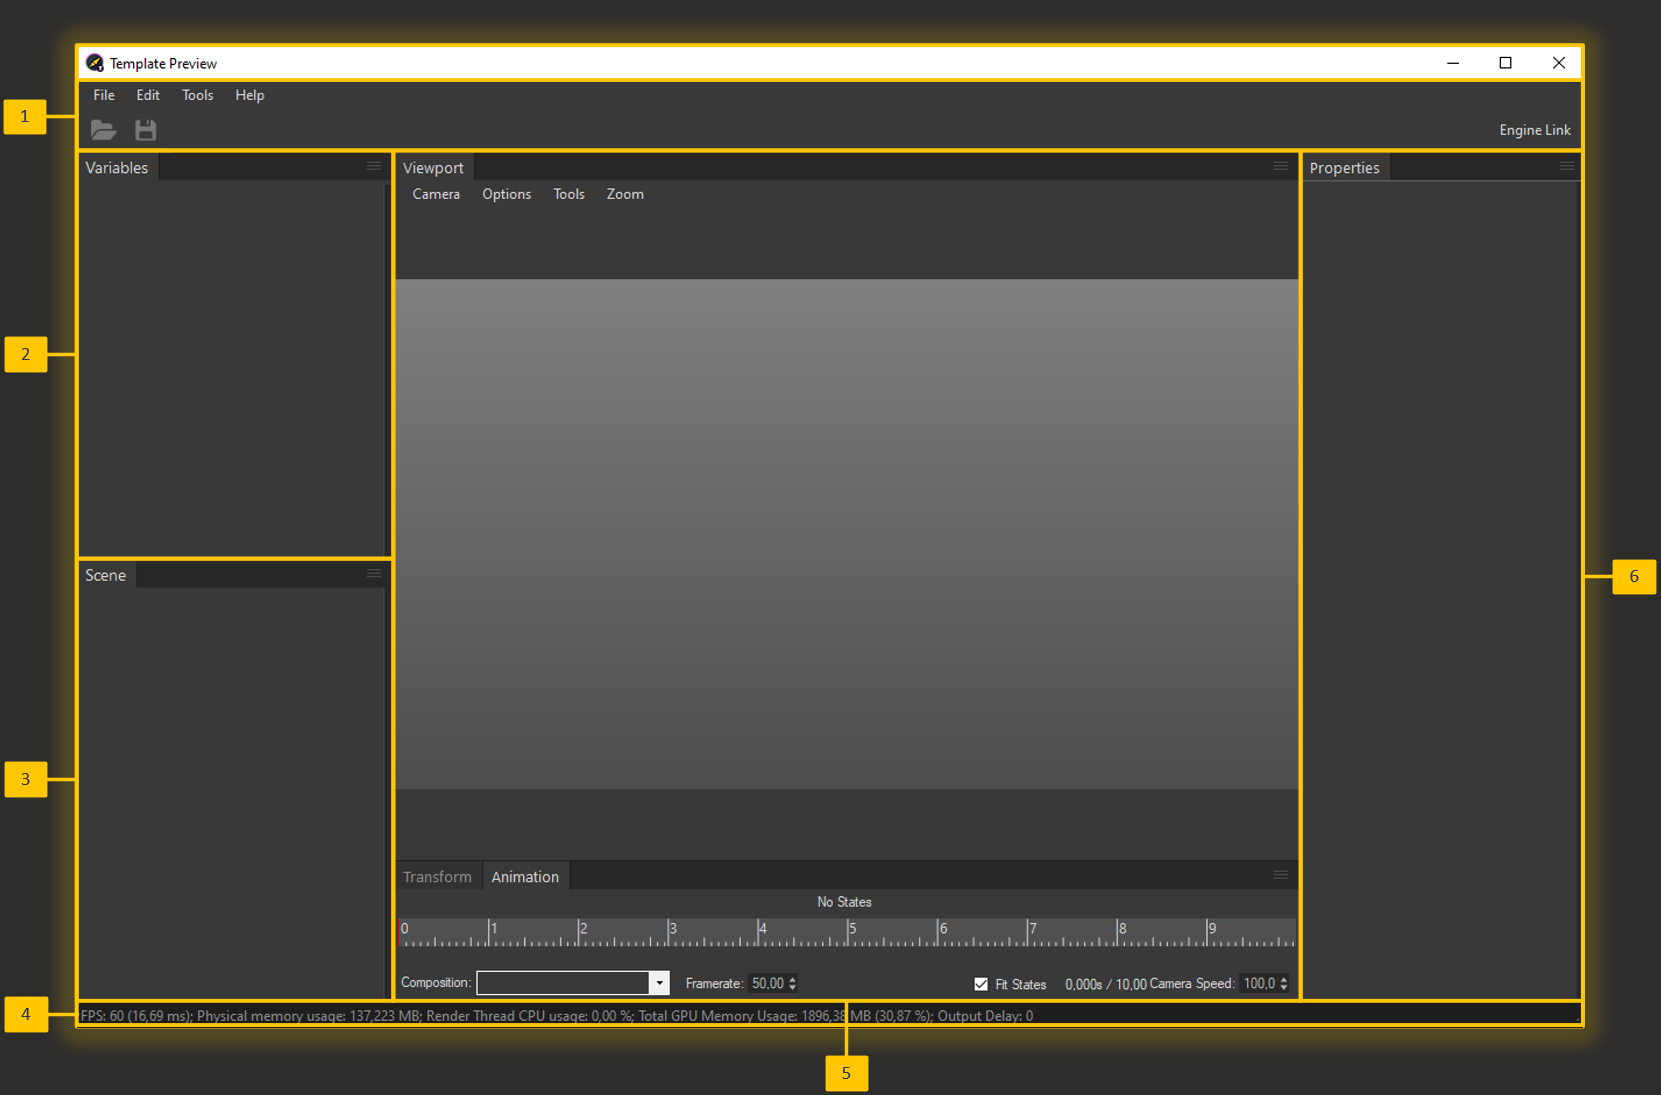 Template Preview
File Edit Tools Help
1
Engine Link
Variables
Viewport
Properties
Camera Options Tools Zoom
2
Scene
6
3
Transform Animation
No States
0 1 2 3 4 5 6 7 8 9
Composition: Framerate: 50,00 Fit States 0,000s / 10,00 Camera Speed: 100,0
4
FPS: 60 (16,69 ms); Physical memory usage: 137,223 MB; Render Thread CPU usage: 0,00 %; Total GPU Memory Usage: 1896,38 MB (30,87 %); Output Delay: 0
5